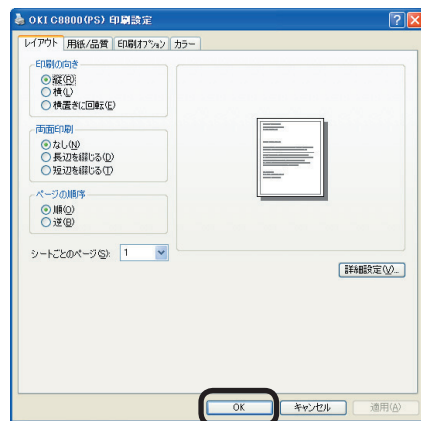 OKI C8800(PS) 印刷設定
レイアウト 用紙/品質 印刷オプション カラー
印刷の向き
縦(R)
横(L)
横置きに回転(E)
両面印刷
なし(N)
長辺を綴じる(D)
短辺を綴じる(T)
ページの順序
順(O)
逆(B)
シートごとのページ(S): 1
詳細設定(V)...
OK キャンセル 適用(A)